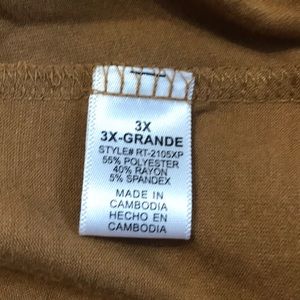 3X
3X-GRANDE
STYLE# RT-2105XP
55% POLYESTER
40% RAYON
5% SPANDEX
MADE IN
CAMBODIA
HECHO EN
CAMBODIA